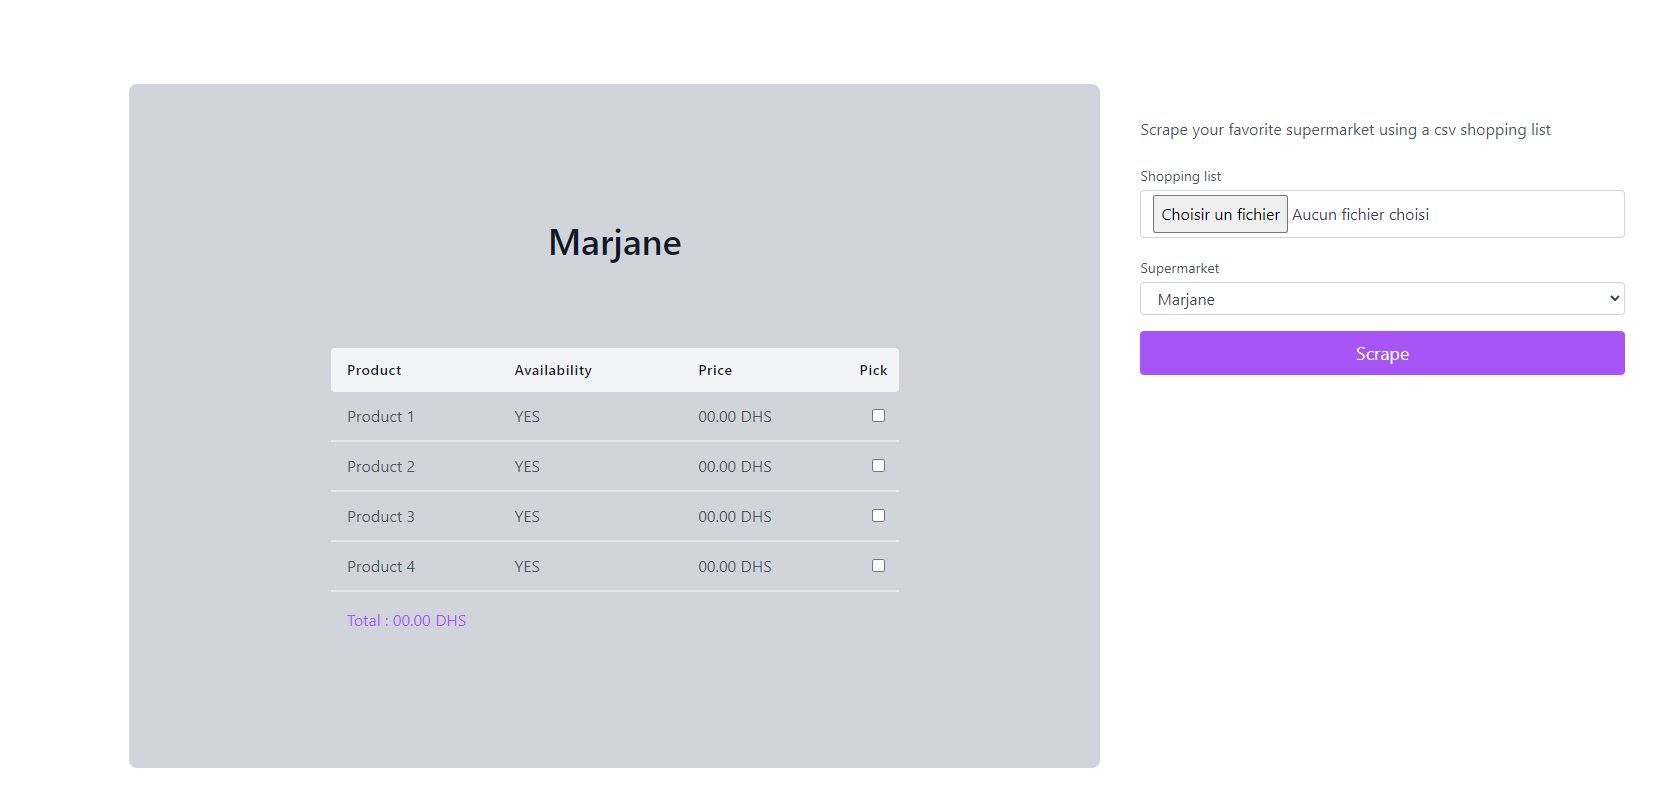 Marjane
Product Availability Price Pick
Product 1 YES 00.00 DHS
Product 2 YES 00.00 DHS
Product 3 YES 00.00 DHS
Product 4 YES 00.00 DHS
Total : 00.00 DHS
Scrape your favorite supermarket using a csv shopping list
Shopping list
Choisir un fichier Aucun fichier choisi
Supermarket
Marjane
Scrape